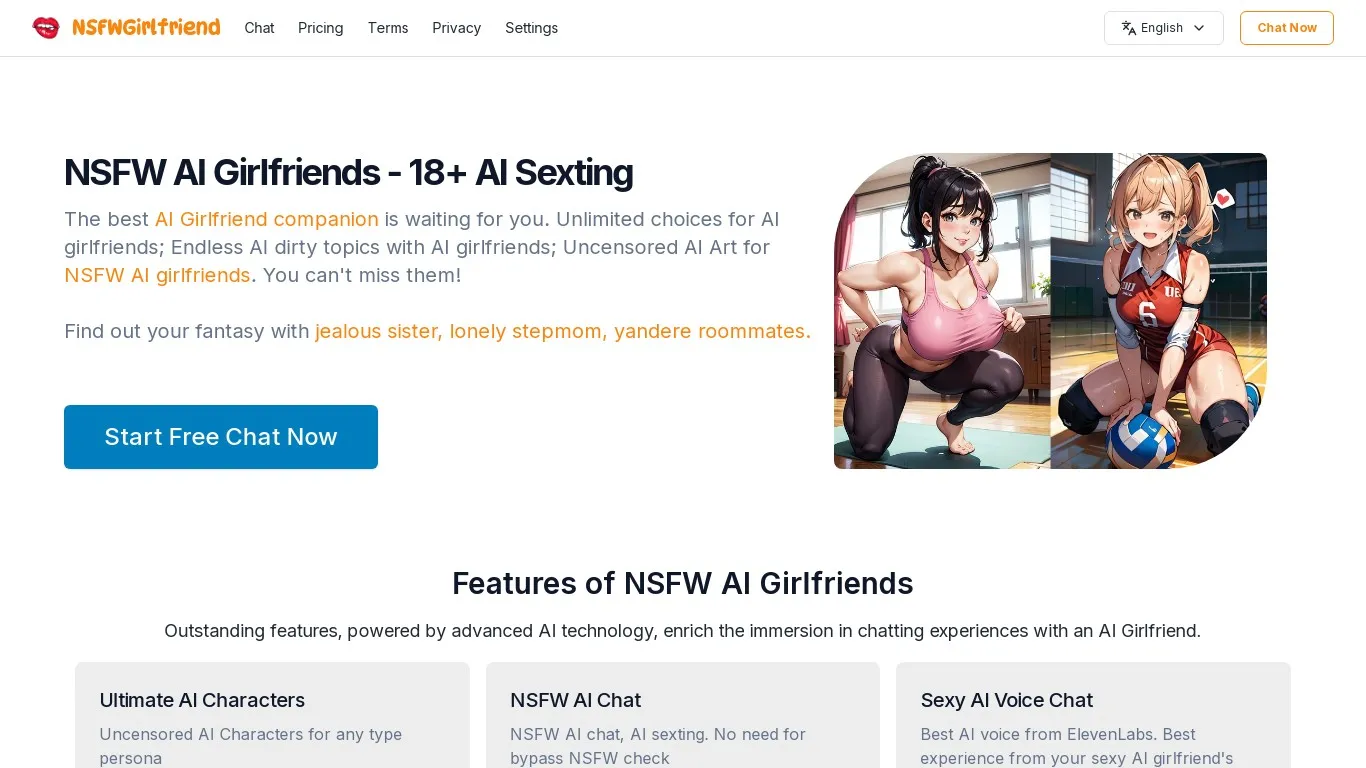 NSFWGirlfriend Chat Pricing Terms Privacy Settings English Chat Now
NSFW AI Girlfriends - 18+ AI Sexting
The best AI Girlfriend companion is waiting for you. Unlimited choices for AI
girlfriends; Endless AI dirty topics with AI girlfriends; Uncensored AI Art for
NSFW AI girlfriends. You can't miss them!
Find out your fantasy with jealous sister, lonely stepmom, yandere roommates.
Start Free Chat Now
6
Features of NSFW AI Girlfriends
Outstanding features, powered by advanced AI technology, enrich the immersion in chatting experiences with an AI Girlfriend.
Ultimate AI Characters
Uncensored AI Characters for any type
persona
NSFW AI Chat
NSFW AI chat, AI sexting. No need for
bypass NSFW check
Sexy AI Voice Chat
Best AI voice from ElevenLabs. Best
experience from your sexy AI girlfriend's